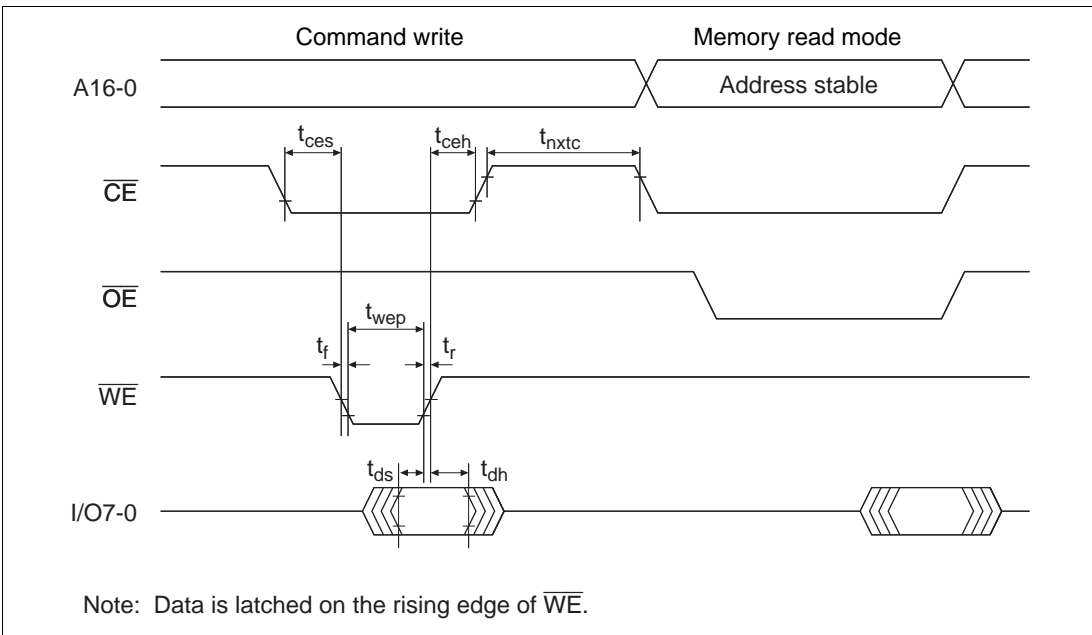 Command write Memory read mode
A16-0 Address stable
tces tceh tnxtc
CE
OE
twep
tf tr
WE
tds tdh
I/O7-0
Note: Data is latched on the rising edge of WE.